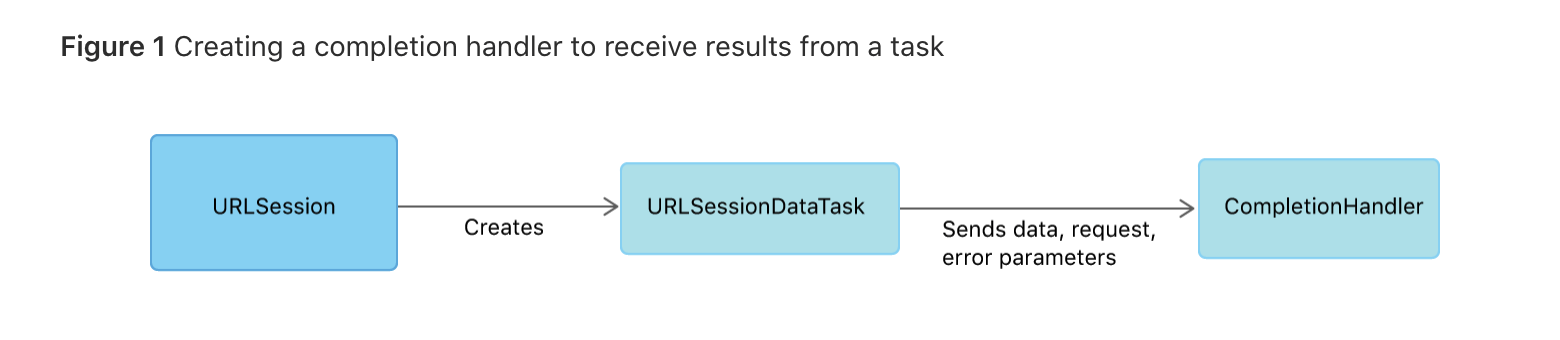 Figure 1 Creating a completion handler to receive results from a task
URLSession
Creates
URLSessionDataTask
Sends data, request,
error parameters
CompletionHandler